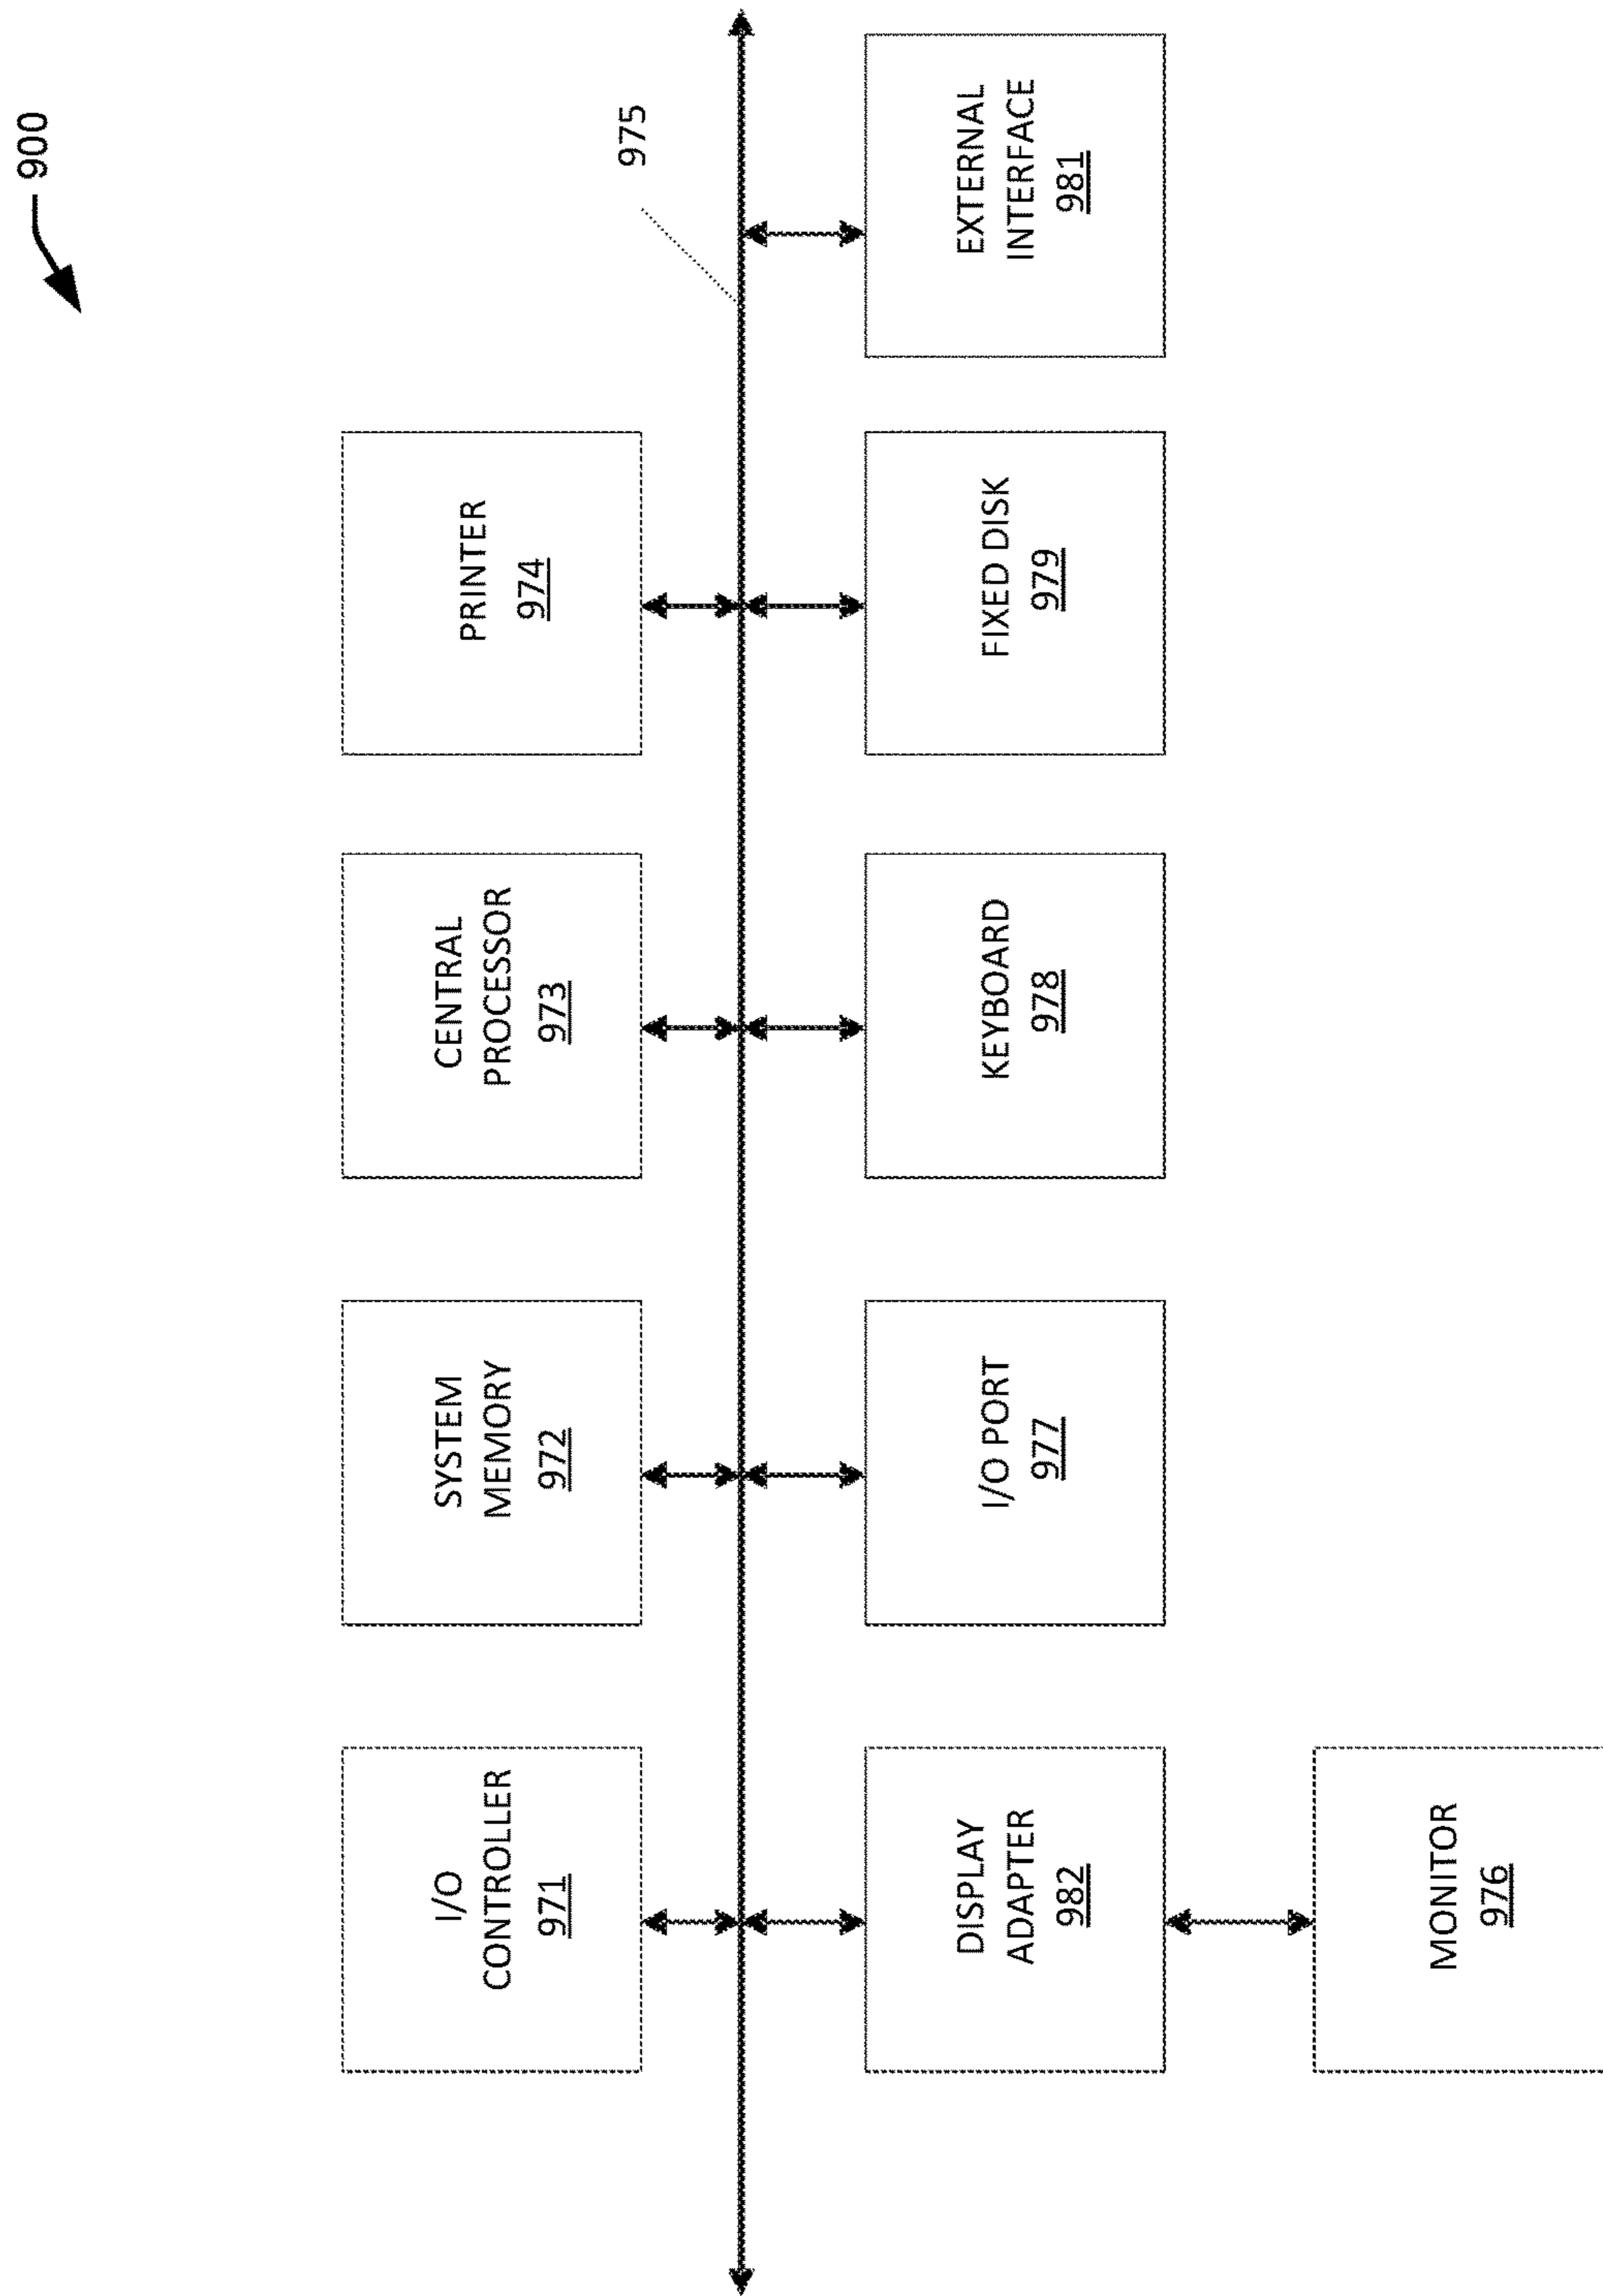 900
I/O
CONTROLLER
971
SYSTEM
MEMORY
972
CENTRAL
PROCESSOR
973
PRINTER
974
975
DISPLAY
ADAPTER
982
I/O PORT
977
KEYBOARD
978
FIXED DISK
979
EXTERNAL
INTERFACE
981
MONITOR
976